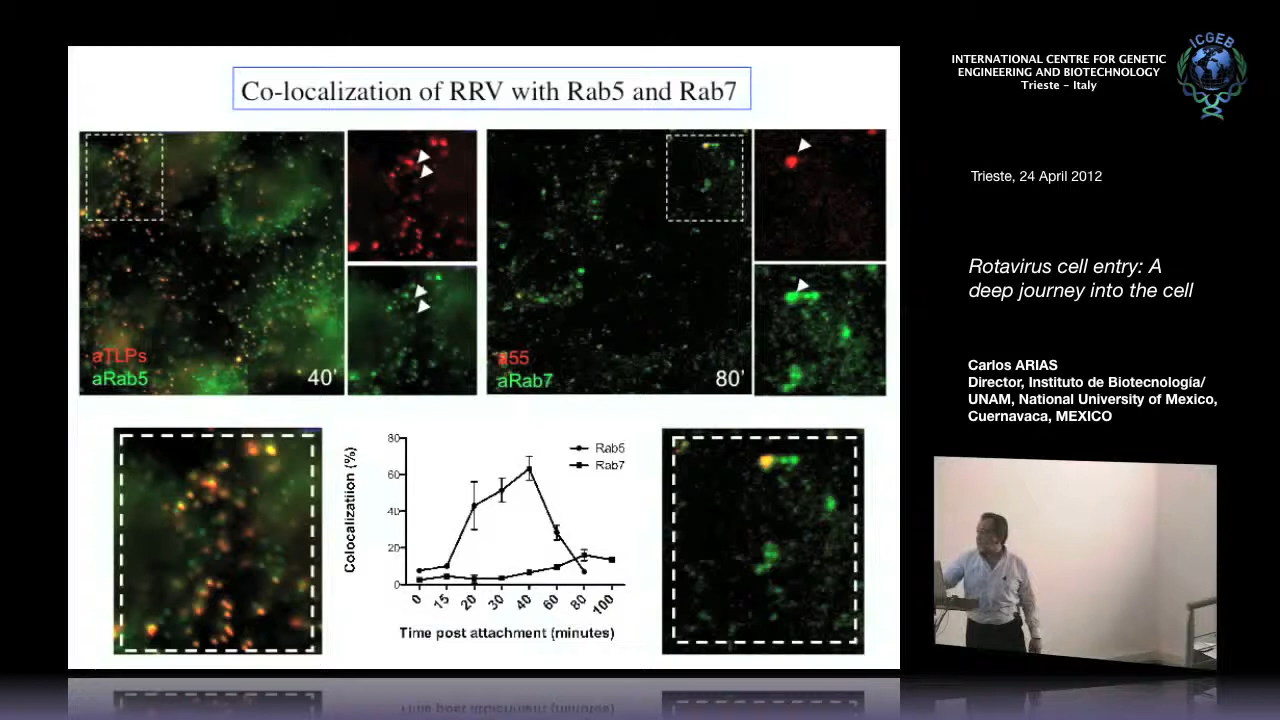 Co-localization of RRV with Rab5 and Rab7
aTLPs
aRab5
40'
a55
aRab7
80'
Colocalizatiion (%)
80
60
40
20
0
Rab5
Rab7
0 15 20 30 40 60 80 100
Time post attachment (minutes)
INTERNATIONAL CENTRE FOR GENETIC
ENGINEERING AND BIOTECHNOLOGY
Trieste - Italy
ICGEB
Trieste, 24 April 2012
Rotavirus cell entry: A
deep journey into the cell
Carlos ARIAS
Director, Instituto de Biotecnología/
UNAM, National University of Mexico,
Cuernavaca, MEXICO